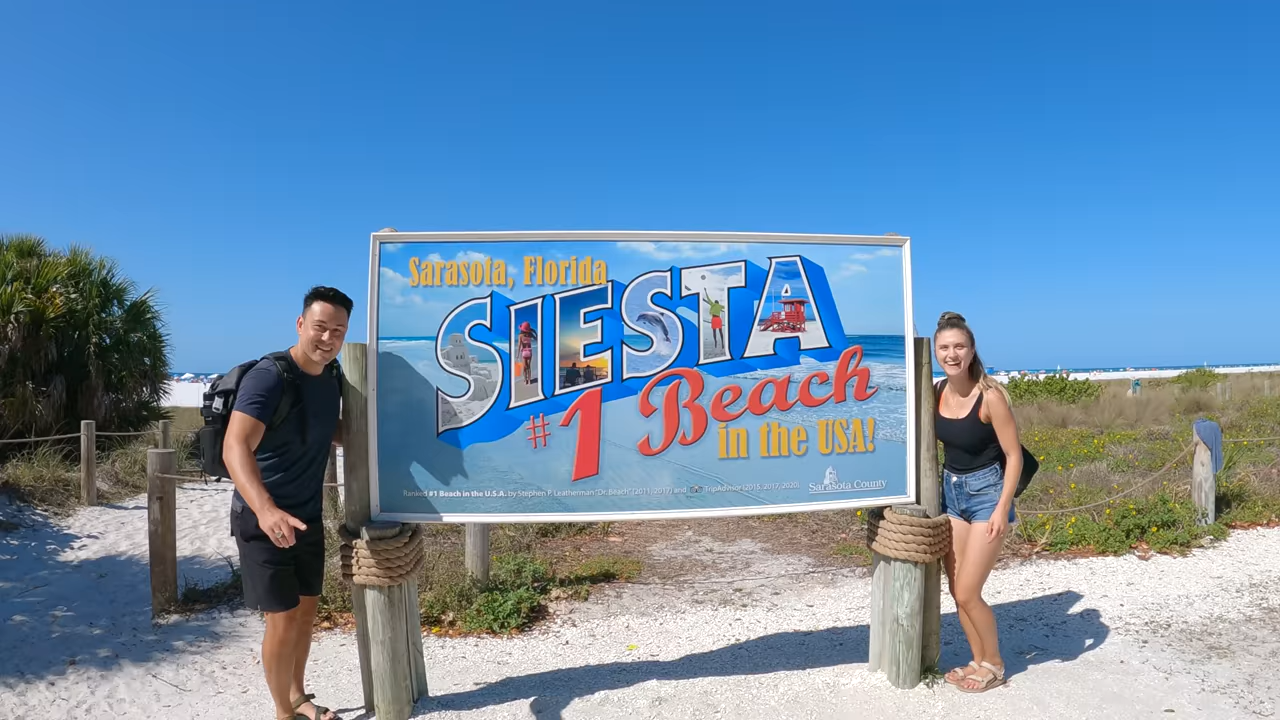 Sarasota, Florida
SIESTA
#1 Beach
in the USA!
Ranked #1 Beach in the U.S.A. by Stephen P. Leatherman "Dr. Beach" (2011, 2017) and TripAdvisor (2015, 2017, 2020)
Sarasota County